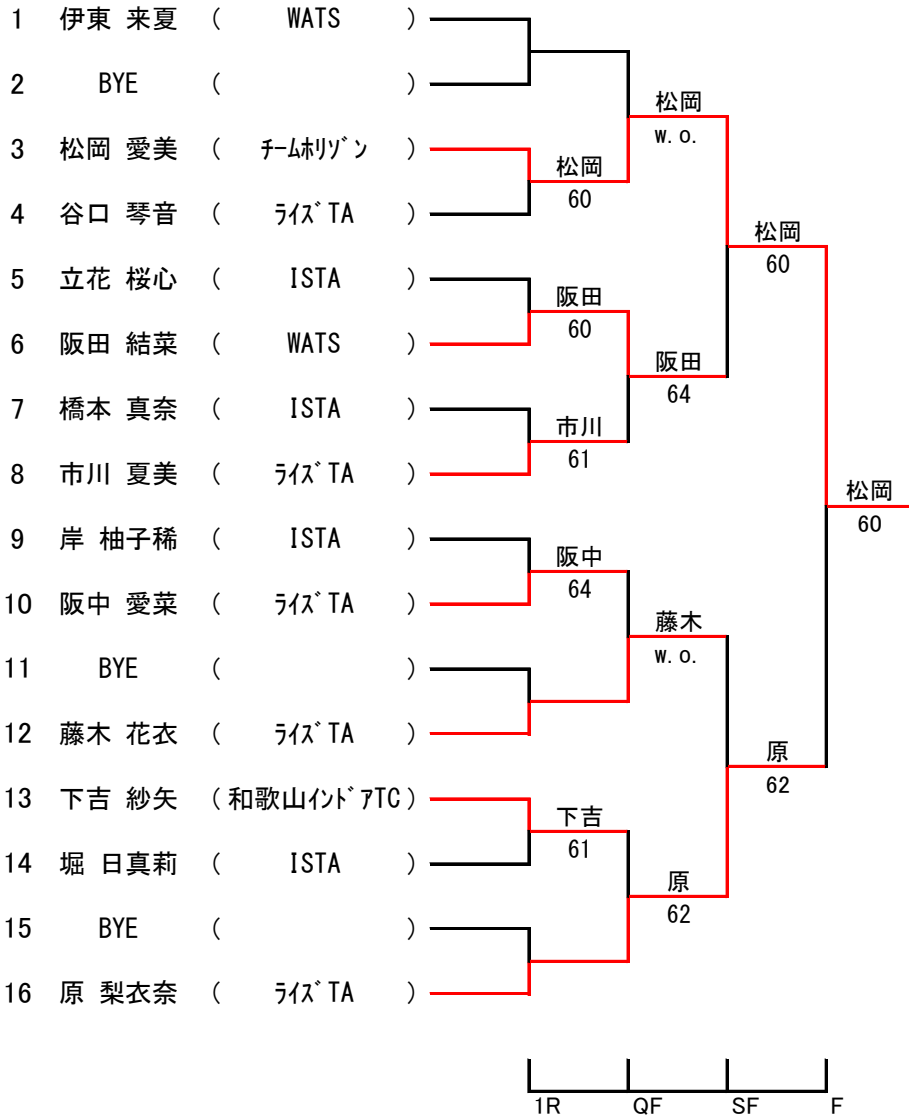 1 伊東 来夏 ( WATS )
2 BYE ( )
松岡
w.o.
3 松岡 愛美 ( ﾁｰﾑﾎﾘｿﾞﾝ )
松岡
60
4 谷口 琴音 ( ﾗｲｽﾞTA )
松岡
60
5 立花 桜心 ( ISTA )
阪田
60
6 阪田 結菜 ( WATS )
阪田
64
7 橋本 真奈 ( ISTA )
市川
61
8 市川 夏美 ( ﾗｲｽﾞTA )
松岡
60
9 岸 柚子稀 ( ISTA )
阪中
64
10 阪中 愛菜 ( ﾗｲｽﾞTA )
藤木
w.o.
11 BYE ( )
12 藤木 花衣 ( ﾗｲｽﾞTA )
原
62
13 下吉 紗矢 ( 和歌山ｲﾝﾄﾞｱTC )
下吉
61
14 堀 日真莉 ( ISTA )
原
62
15 BYE ( )
16 原 梨衣奈 ( ﾗｲｽﾞTA )
1R QF SF F